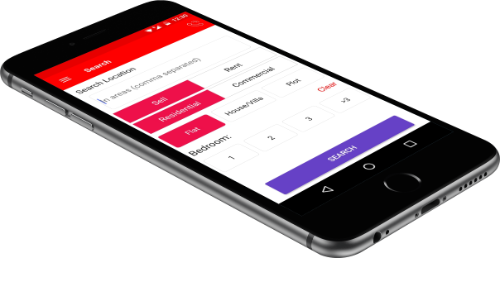 12:30
Search
Search Location
In areas (comma separated)
Sell Rent
Residential Commercial
Flat House/Villa Plot Clear
Bedroom:
1 2 3 >3
SEARCH